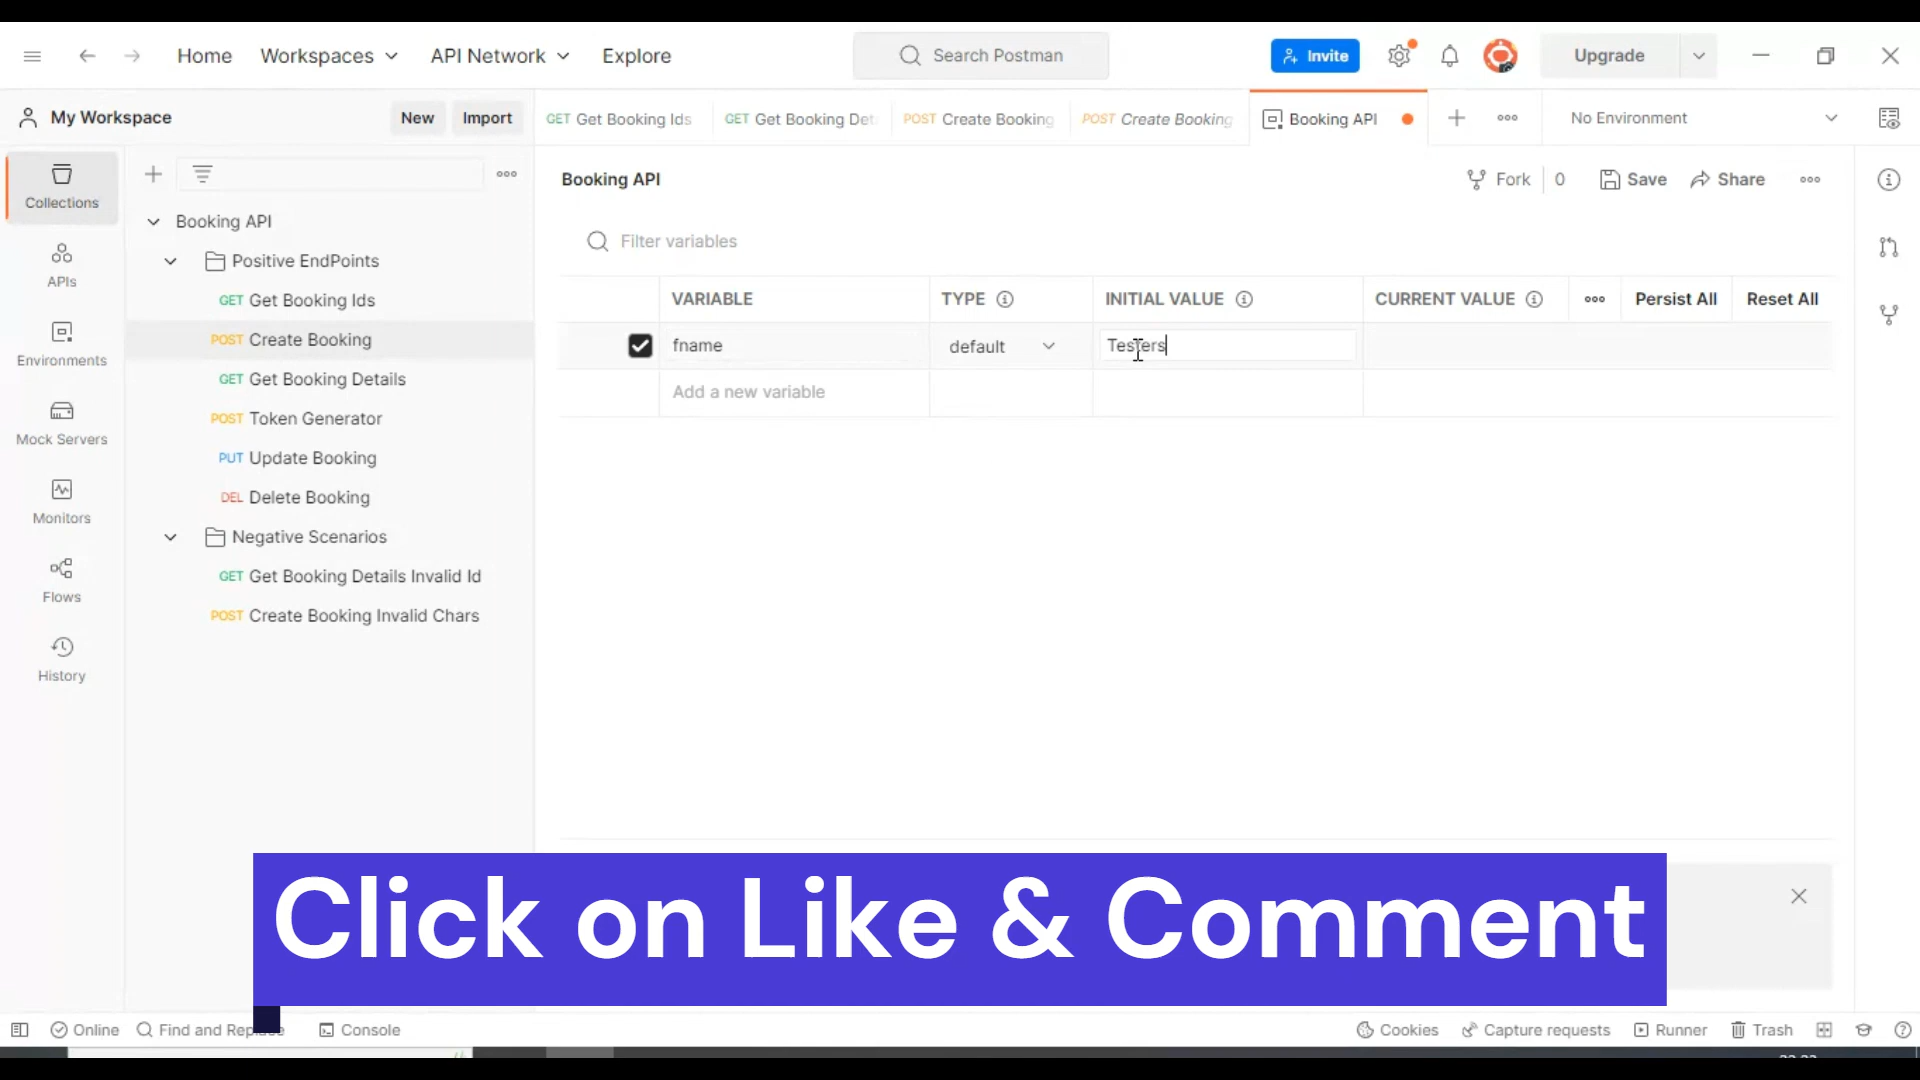 Home Workspaces API Network Explore Search Postman Invite Upgrade
My Workspace New Import
GET Get Booking Ids GET Get Booking Det POST Create Booking POST Create Booking Booking API No Environment
Collections
APIs
Environments
Mock Servers
Monitors
Flows
History
Booking API
Positive EndPoints
GET Get Booking Ids
POST Create Booking
GET Get Booking Details
POST Token Generator
PUT Update Booking
DEL Delete Booking
Negative Scenarios
GET Get Booking Details Invalid Id
POST Create Booking Invalid Chars
Booking API Fork 0 Save Share
Filter variables
VARIABLE TYPE INITIAL VALUE CURRENT VALUE Persist All Reset All
fname default Testers
Add a new variable
Click on Like & Comment
Online Find and Replace Console Cookies Capture requests Runner Trash